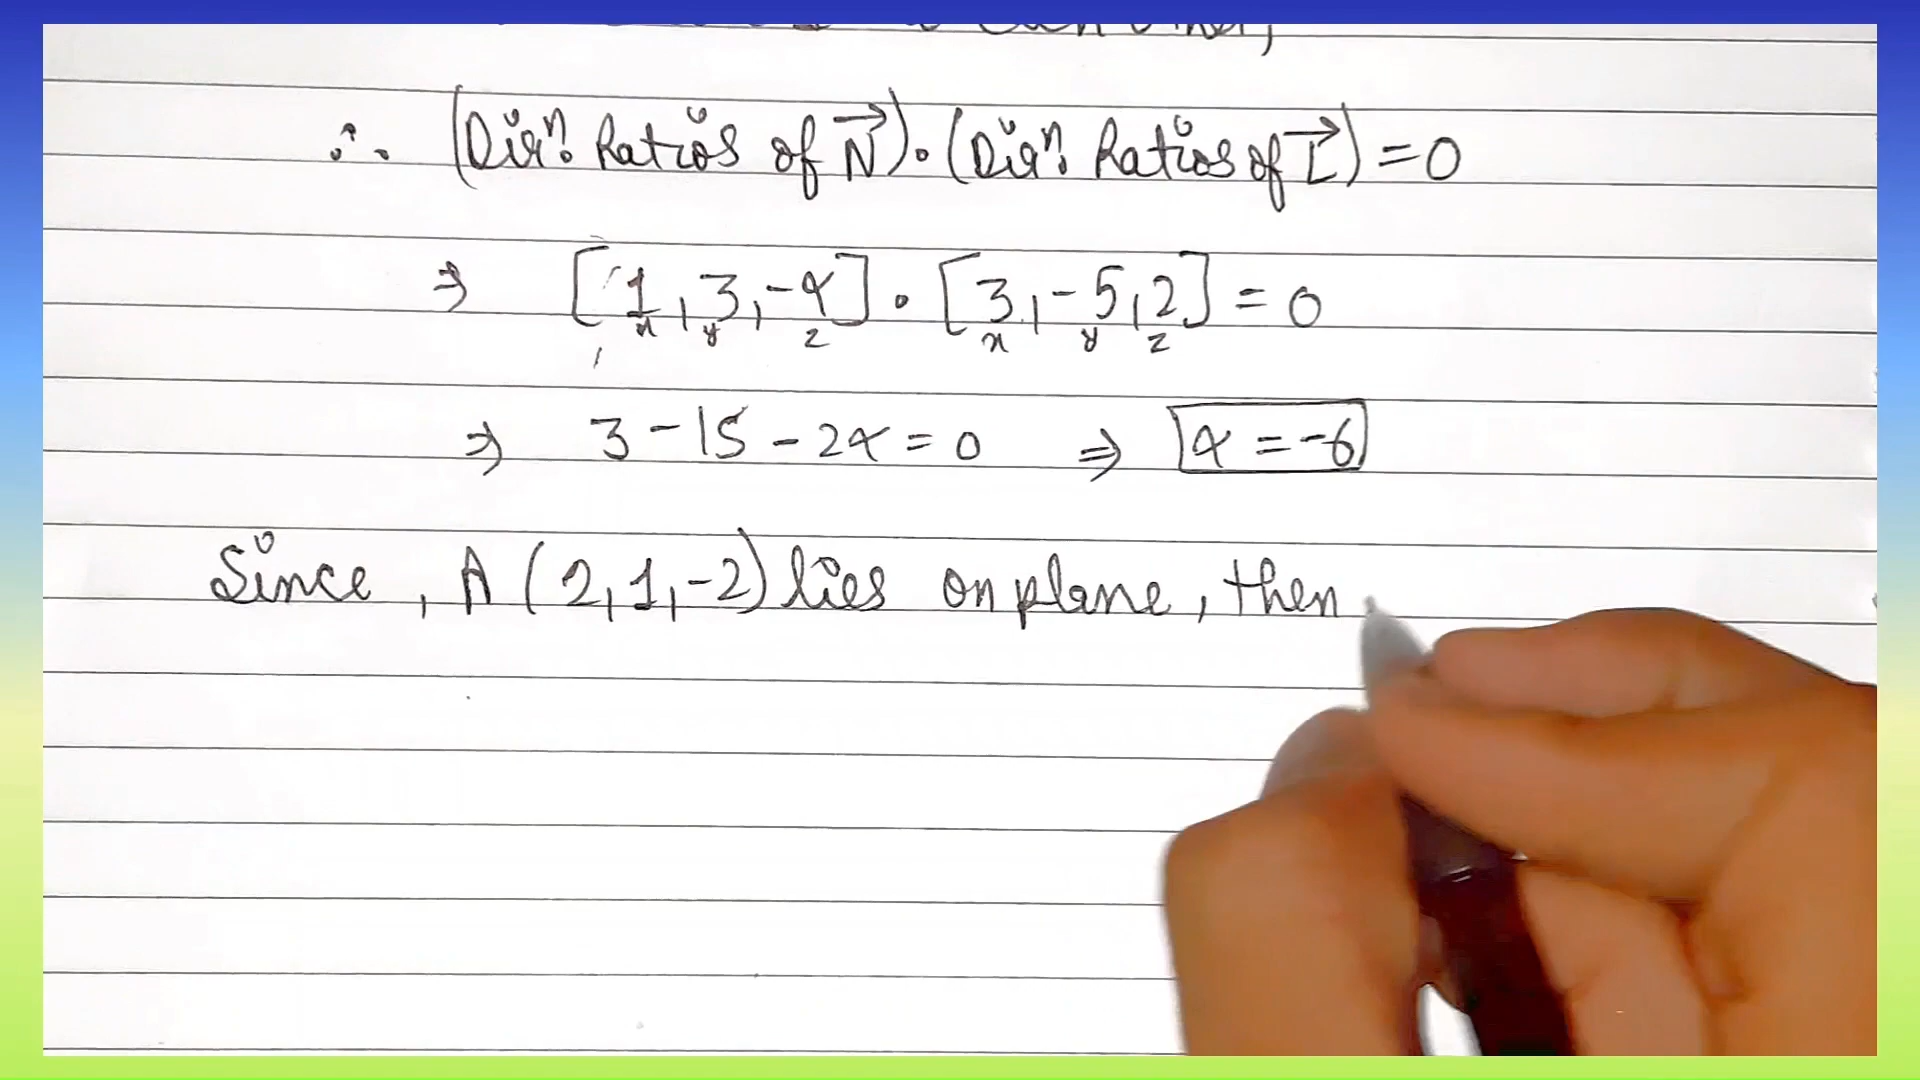 ∴ (Dirⁿ. Ratios of N⃗).(Dirⁿ. Ratios of L⃗) = 0
⇒ [1, 3, -α] . [3, -5, 2] = 0
x y z x y z
⇒ 3 - 15 - 2α = 0 ⇒ α = -6
Since, A (2, 1, -2) lies on plane, then